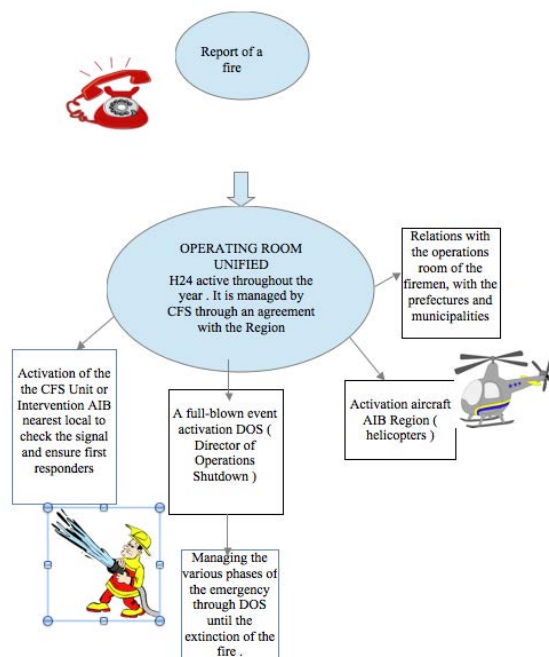 Report of a
fire
OPERATING ROOM
UNIFIED
H24 active throughout the
year . It is managed by
CFS through an agreement
with the Region
Relations with
the operations
room of the
firemen, with the
prefectures and
municipalities
Activation of the
the CFS Unit or
Intervention AIB
nearest local to
check the signal
and ensure first
responders
A full-blown event
activation DOS (
Director of
Operations
Shutdown )
Activation aircraft
AIB Region (
helicopters )
Managing the
various phases of
the emergency
through DOS
until the
extinction of the
fire .